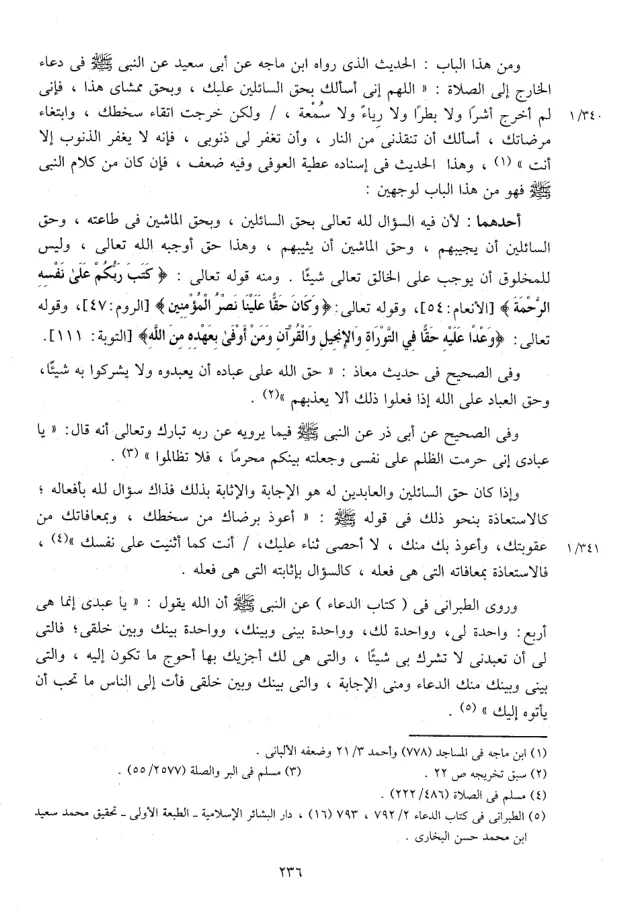 ومن هذا الباب : الحديث الذى رواه ابن ماجه عن أبى سعيد عن النبى ﷺ فى دعاء
الخارج إلى الصلاة : « اللهم إنى أسألك بحق السائلين عليك ، وبحق ممشاى هذا ، فإنى
١/٣٤٠ لم أخرج أشرًا ولا بطرًا ولا رياءً ولا سُمْعة ، / ولكن خرجت اتقاء سخطك ، وابتغاء
مرضاتك ، أسألك أن تنقذنى من النار ، وأن تغفر لى ذنوبى ، فإنه لا يغفر الذنوب إلا
أنت » (١) ، وهذا الحديث فى إسناده عطية العوفى وفيه ضعف ، فإن كان من كلام النبى
ﷺ فهو من هذا الباب لوجهين :
أحدهما : لأن فيه السؤال لله تعالى بحق السائلين ، وبحق الماشين فى طاعته ، وحق
السائلين أن يجيبهم ، وحق الماشين أن يثيبهم ، وهذا حق أوجبه الله تعالى ، وليس
للمخلوق أن يوجب على الخالق تعالى شيئًا . ومنه قوله تعالى : ﴿ كَتَبَ رَبُّكُمْ عَلَىٰ نَفْسِهِ
الرَّحْمَةَ ﴾ [الأنعام: ٥٤]، وقوله تعالى: ﴿ وَكَانَ حَقًّا عَلَيْنَا نَصْرُ الْمُؤْمِنِينَ ﴾ [الروم: ٤٧]، وقوله
تعالى: ﴿ وَعْدًا عَلَيْهِ حَقًّا فِي التَّوْرَاةِ وَالإِنجِيلِ وَالْقُرْآنِ وَمَنْ أَوْفَىٰ بِعَهْدِهِ مِنَ اللَّهِ﴾ [التوبة: ١١١].
وفى الصحيح فى حديث معاذ : « حق الله على عباده أن يعبدوه ولا يشركوا به شيئًا،
وحق العباد على الله إذا فعلوا ذلك ألا يعذبهم »(٢) .
وفى الصحيح عن أبى ذر عن النبى ﷺ فيما يرويه عن ربه تبارك وتعالى أنه قال: « يا
عبادى إنى حرمت الظلم على نفسى وجعلته بينكم محرمًا ، فلا تظالموا » (٣) .
وإذا كان حق السائلين والعابدين له هو الإجابة والإثابة بذلك فذاك سؤال لله بأفعاله ؛
كالاستعاذة بنحو ذلك فى قوله ﷺ : « أعوذ برضاك من سخطك ، وبمعافاتك من
١/٣٤١ عقوبتك، وأعوذ بك منك ، لا أحصى ثناء عليك، / أنت كما أثنيت على نفسك »(٤) ،
فالاستعاذة بمعافاته التى هى فعله ، كالسؤال بإثابته التى هى فعله .
وروى الطبرانى فى ( كتاب الدعاء ) عن النبى ﷺ أن الله يقول : « يا عبدى إنما هى
أربع: واحدة لى، وواحدة لك، وواحدة بينى وبينك، وواحدة بينك وبين خلقى؛ فالتى
لى أن تعبدنى لا تشرك بى شيئًا ، والتى هى لك أجزيك بها أحوج ما تكون إليه ، والتى
بينى وبينك منك الدعاء ومنى الإجابة ، والتى بينك وبين خلقى فأت إلى الناس ما تحب أن
يأتوه إليك » (٥) .
(١) ابن ماجه فى المساجد (٧٧٨) وأحمد ٣/ ٢١ وضعفه الألبانى .
(٢) سبق تخريجه ص ٢٢ . (٣) مسلم فى البر والصلة (٥٥/٢٥٧٧) .
(٤) مسلم فى الصلاة (٢٢٢/٤٨٦) .
(٥) الطبرانى فى كتاب الدعاء ٢/ ٧٩٢ ، ٧٩٣ (١٦) ، دار البشائر الإسلامية ـ الطبعة الأولى ـ تحقيق محمد سعيد
ابن محمد حسن البخارى .
٢٣٦